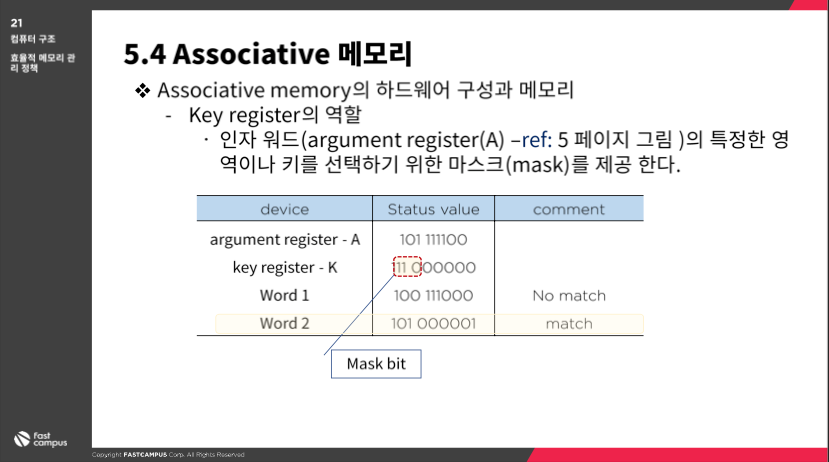 21
컴퓨터 구조
효율적 메모리 관
리 정책
5.4 Associative 메모리
❖ Associative memory의 하드웨어 구성과 메모리
- Key register의 역할
· 인자 워드(argument register(A) –ref: 5 페이지 그림 )의 특정한 영
역이나 키를 선택하기 위한 마스크(mask)를 제공 한다.
device Status value comment
argument register - A 101 111100
key register - K 111 000000
Word 1 100 111000 No match
Word 2 101 000001 match
Mask bit
Fast campus
Copyright FASTCAMPUS Corp. All Rights Reserved